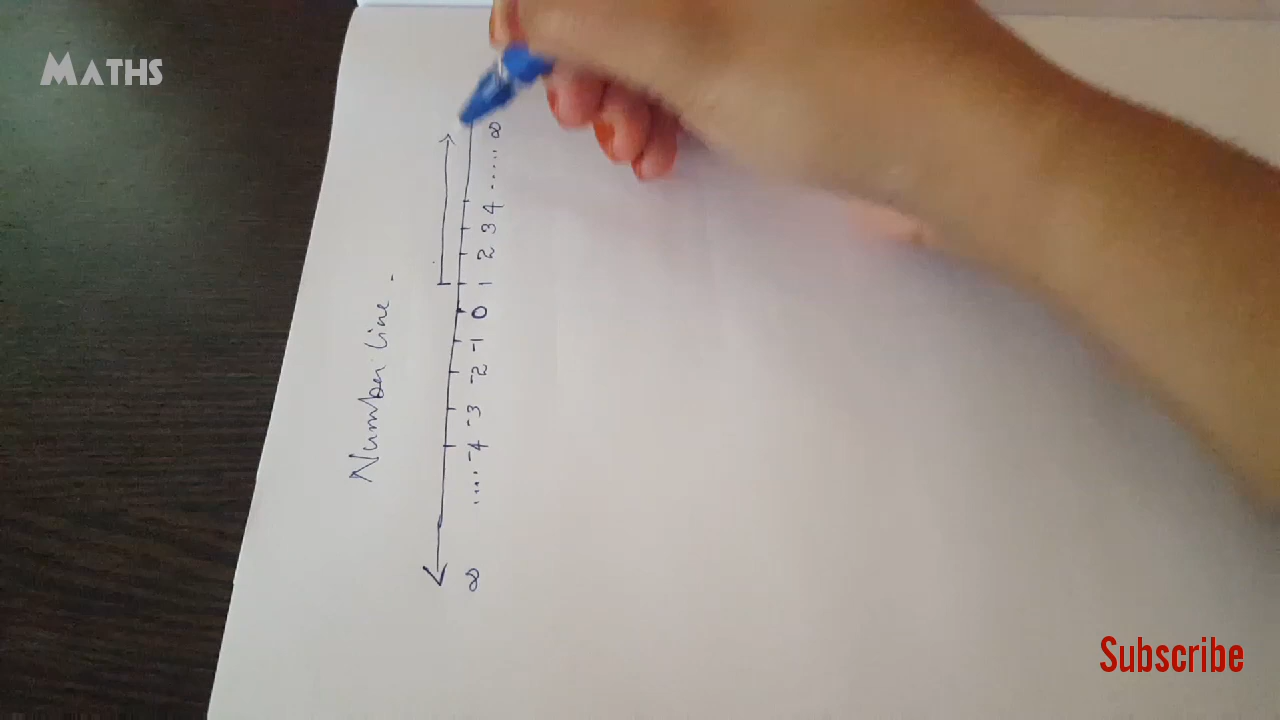 MATHS
Number line.
∞ .... -4 -3 -2 -1 0 1 2 3 4 ...... ∞
Subscribe